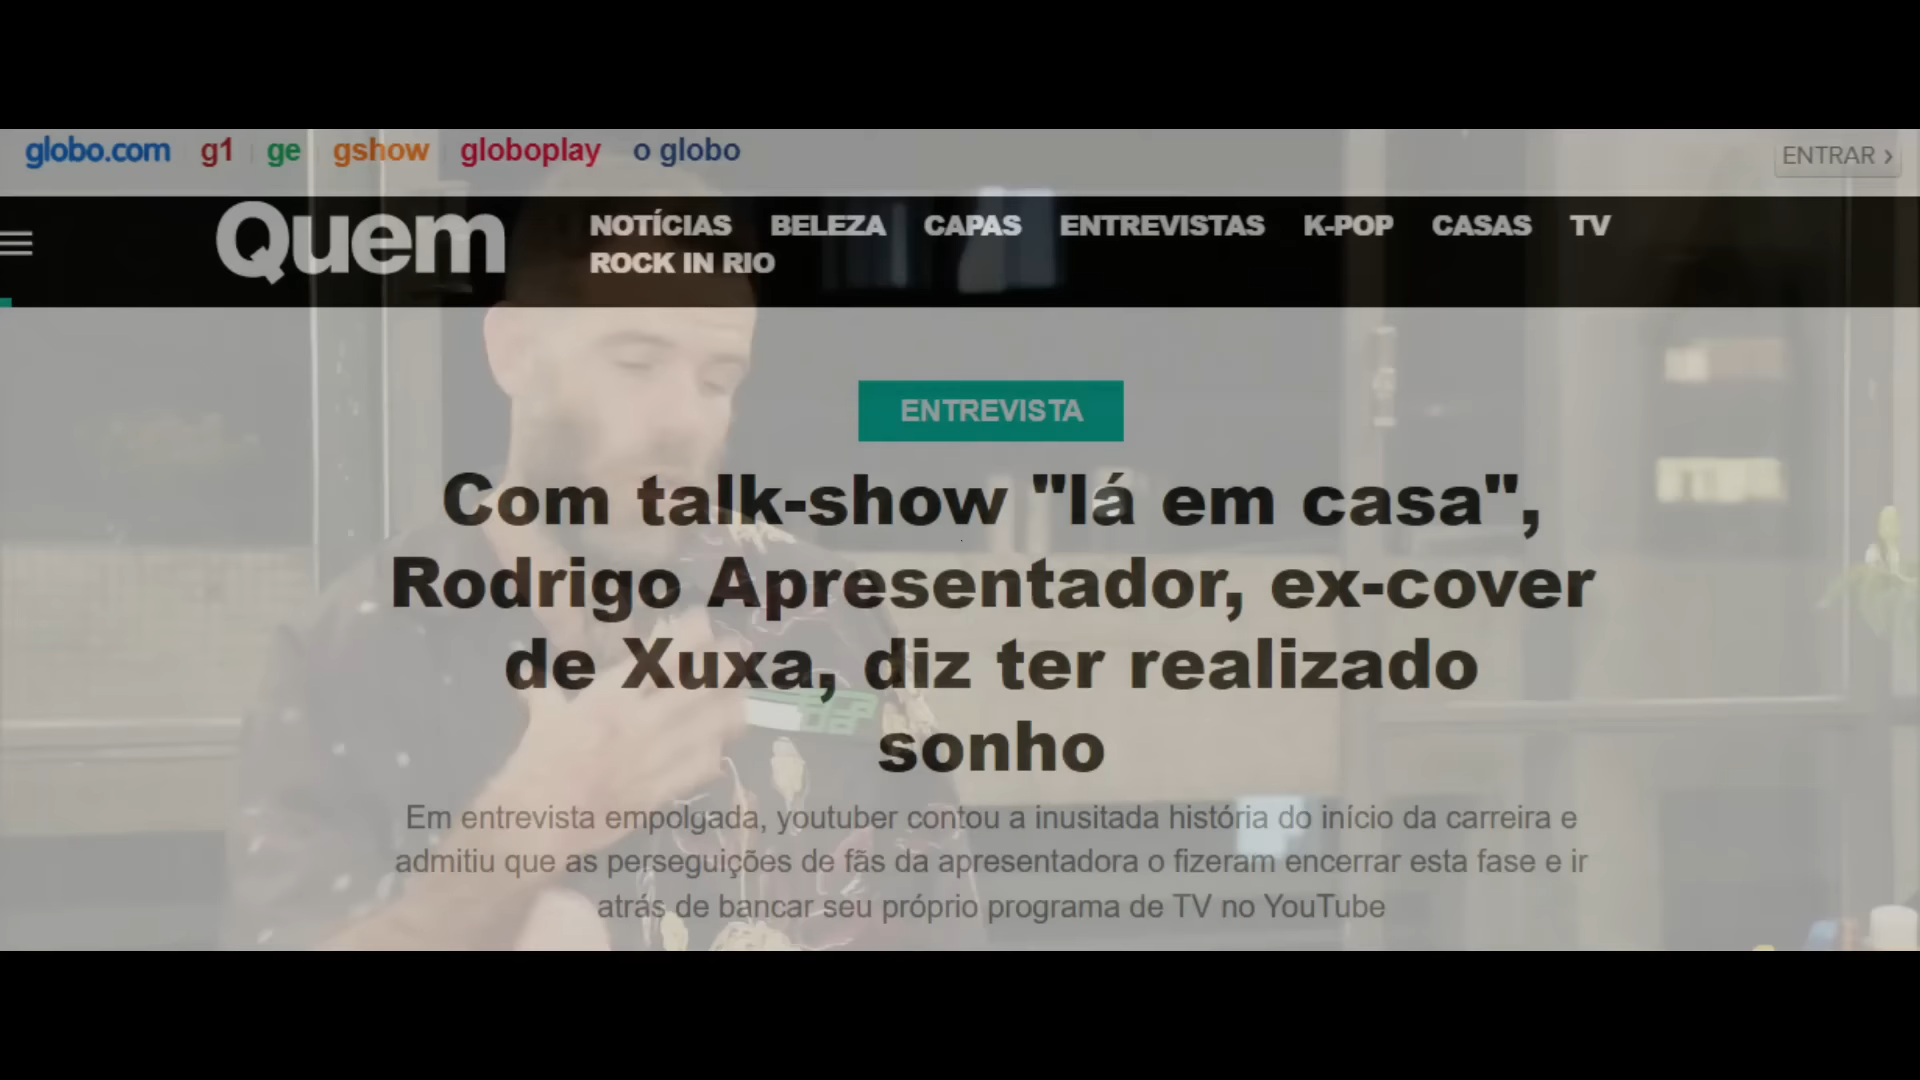 globo.com g1 ge gshow globoplay o globo
ENTRAR ›
Quem
NOTÍCIAS BELEZA CAPAS ENTREVISTAS K-POP CASAS TV
ROCK IN RIO
ENTREVISTA
Com talk-show "lá em casa",
Rodrigo Apresentador, ex-cover
de Xuxa, diz ter realizado
sonho
Em entrevista empolgada, youtuber contou a inusitada história do início da carreira e
admitiu que as perseguições de fãs da apresentadora o fizeram encerrar esta fase e ir
atrás de bancar seu próprio programa de TV no YouTube